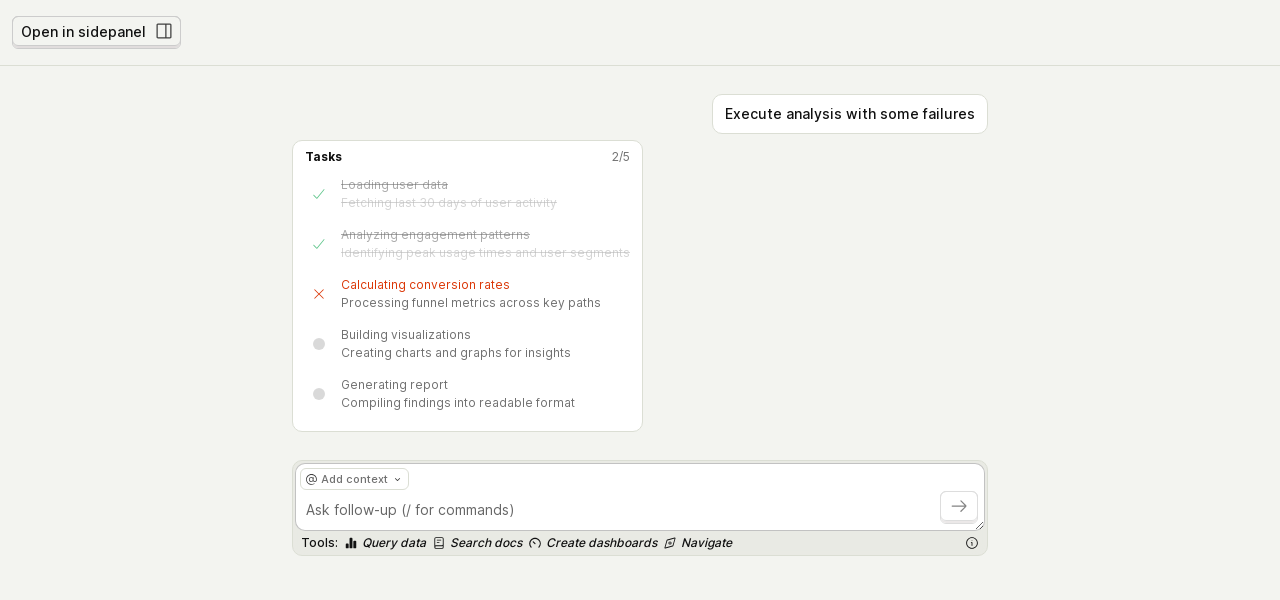 Open in sidepanel
Execute analysis with some failures
Tasks 2/5
Loading user data
Fetching last 30 days of user activity
Analyzing engagement patterns
Identifying peak usage times and user segments
Calculating conversion rates
Processing funnel metrics across key paths
Building visualizations
Creating charts and graphs for insights
Generating report
Compiling findings into readable format
Add context
Ask follow-up (/ for commands)
Tools: Query data Search docs Create dashboards Navigate